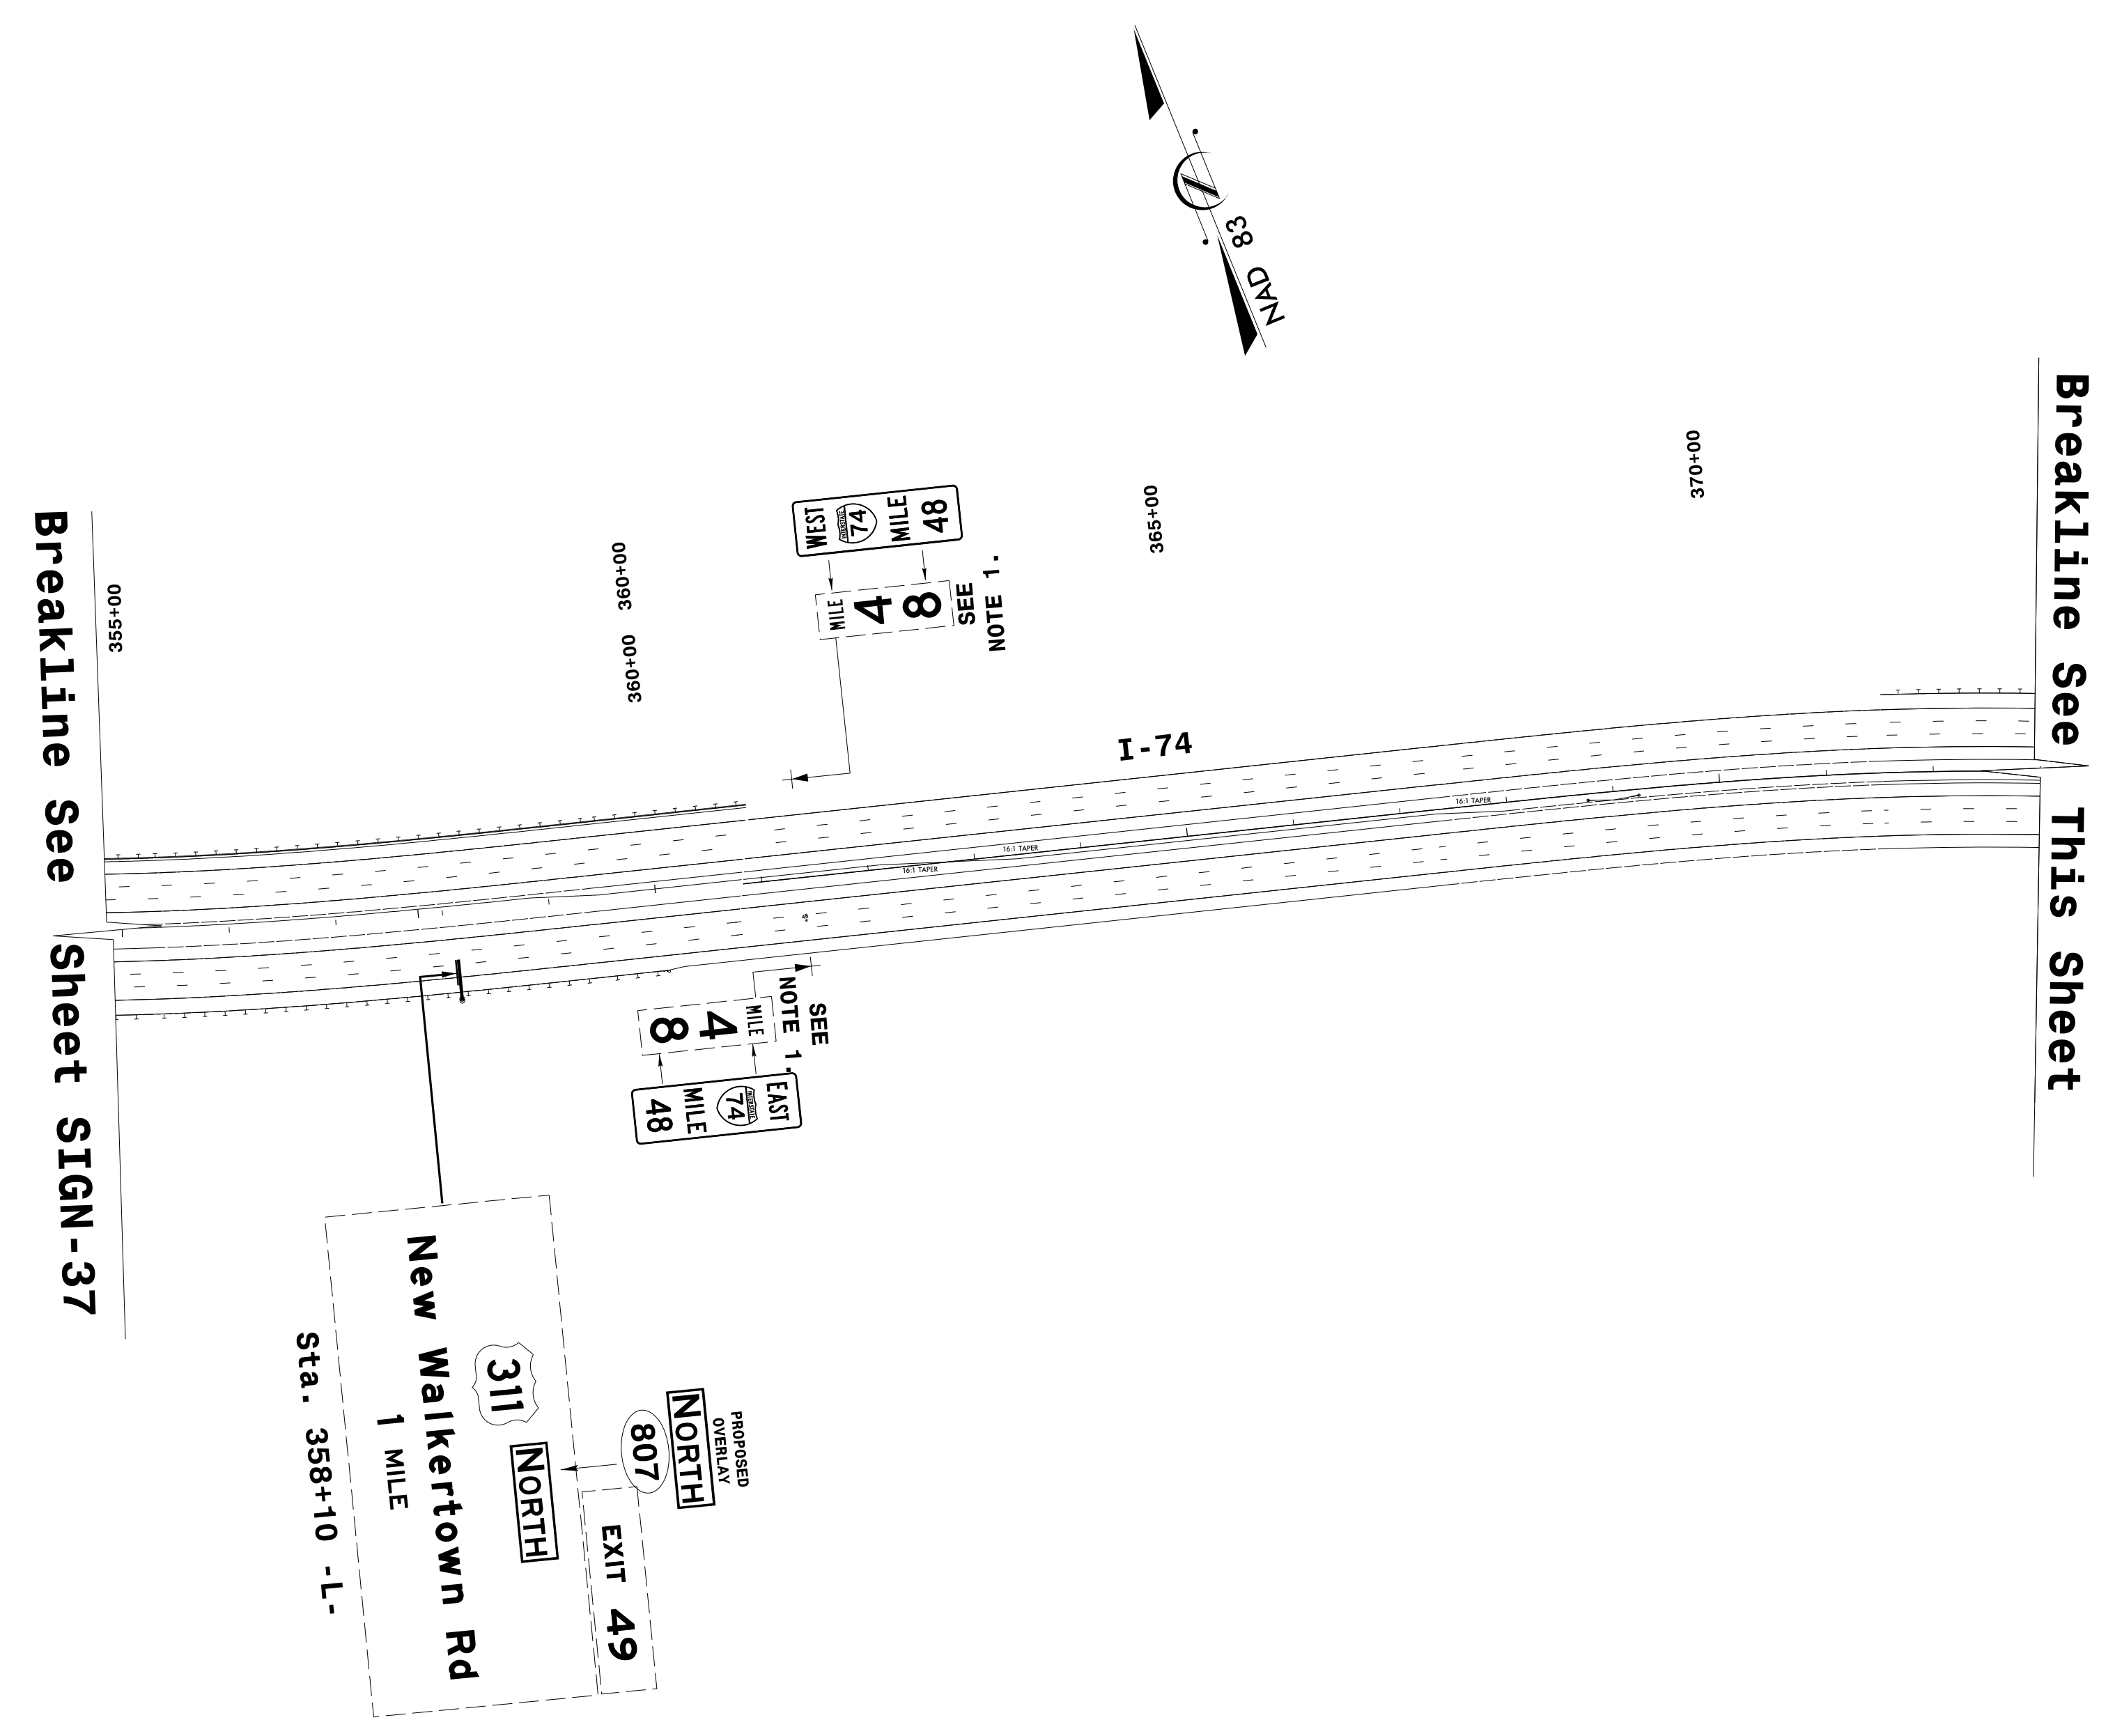 NAD 83
Breakline See Sheet SIGN-37
355+00
360+00
360+00
365+00
370+00
WEST
INTERSTATE
74
MILE
48
MILE
4
8
SEE
NOTE 1.
I-74
16:1 TAPER
16:1 TAPER
16:1 TAPER
Breakline See This Sheet
SEE
NOTE 1.
MILE
4
8
EAST
INTERSTATE
74
MILE
48
PROPOSED
OVERLAY
NORTH
807
EXIT 49
311 NORTH
New Walkertown Rd
1 MILE
Sta. 358+10 -L-